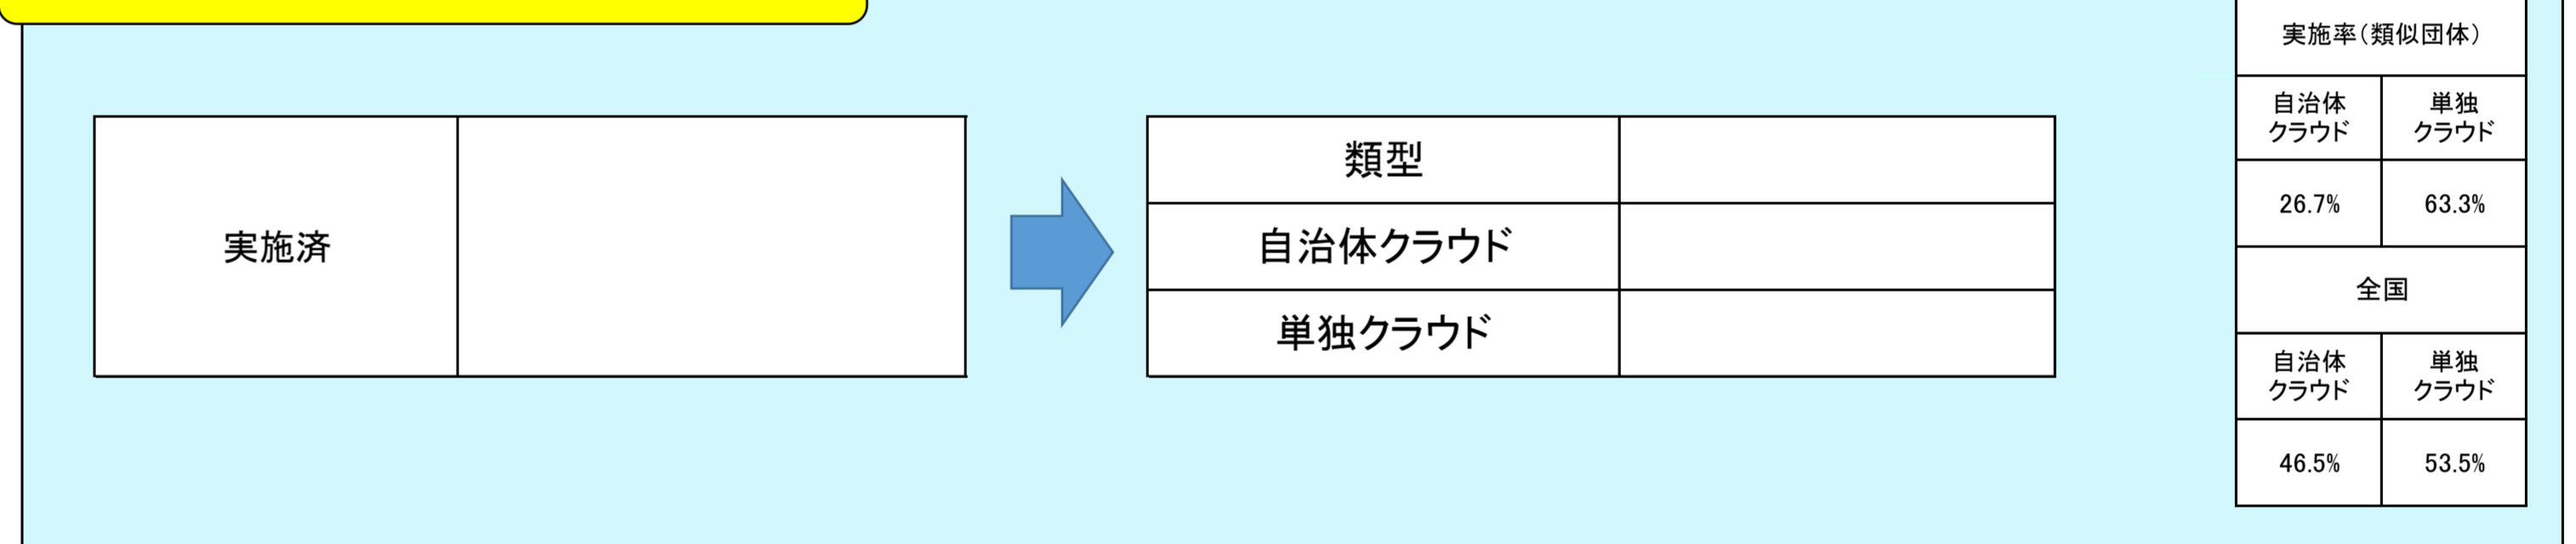 実施済
類型
自治体クラウド
単独クラウド
実施率（類似団体）
自治体
クラウド
単独
クラウド
26.7%
63.3%
全国
自治体
クラウド
単独
クラウド
46.5%
53.5%